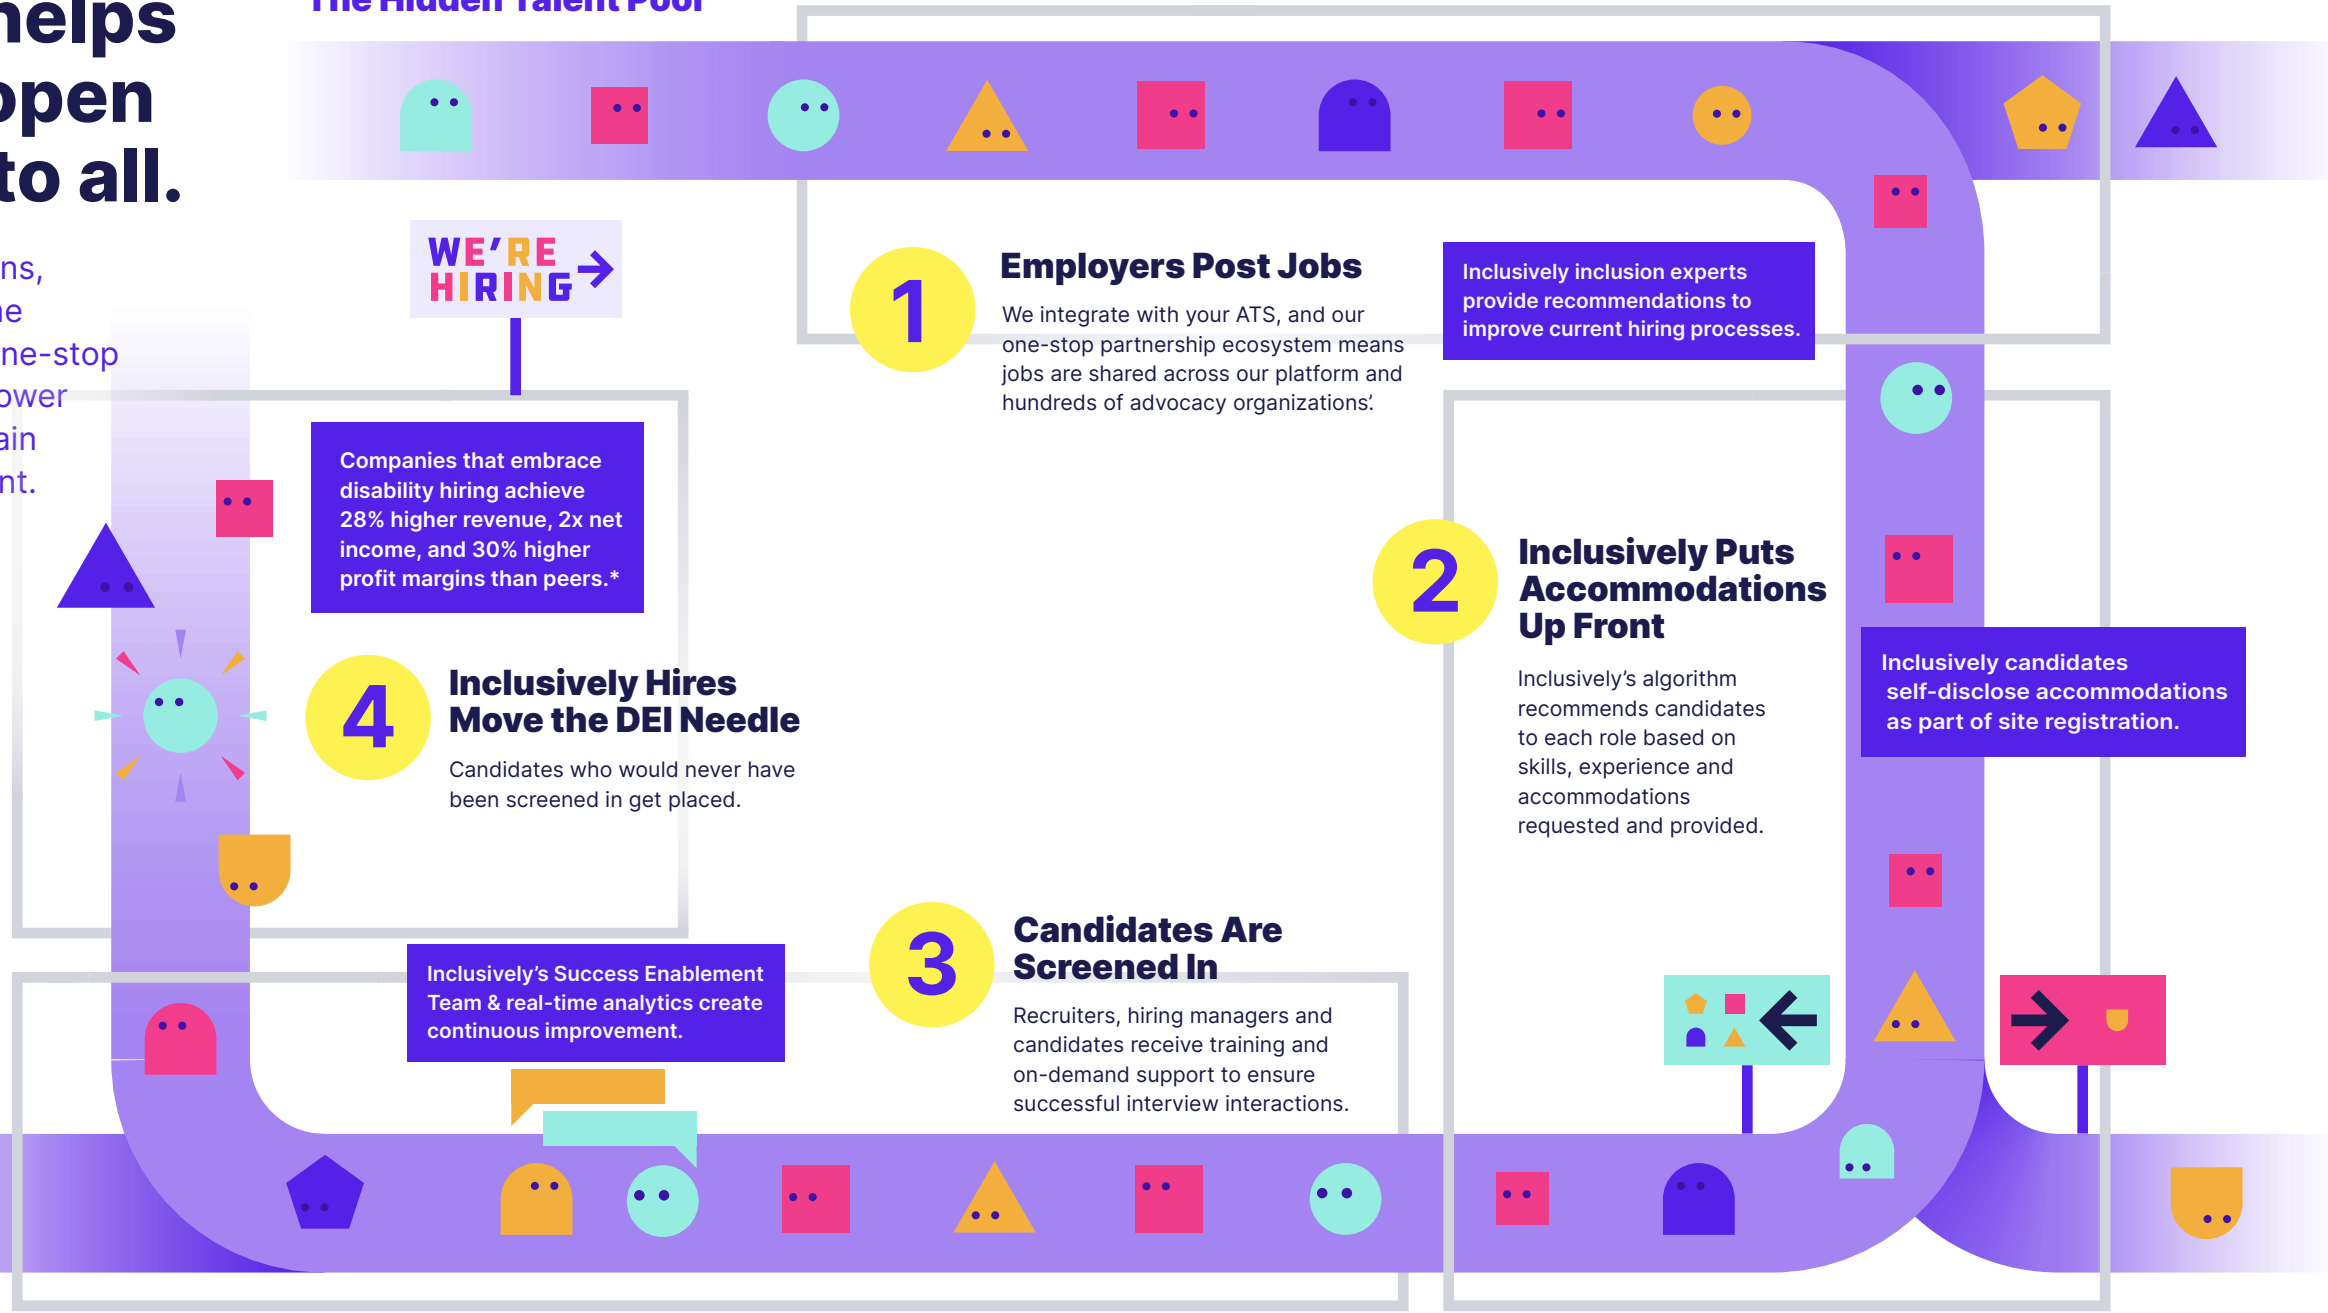 helps
open
to all.
ns,
ne
ne-stop
ower
ain
nt.
The Hidden Talent Pool
WE'RE
HIRING
1
Employers Post Jobs
We integrate with your ATS, and our
one-stop partnership ecosystem means
jobs are shared across our platform and
hundreds of advocacy organizations'.
Inclusively inclusion experts
provide recommendations to
improve current hiring processes.
2
Inclusively Puts
Accommodations
Up Front
Inclusively's algorithm
recommends candidates
to each role based on
skills, experience and
accommodations
requested and provided.
Inclusively candidates
self-disclose accommodations
as part of site registration.
3
Candidates Are
Screened In
Recruiters, hiring managers and
candidates receive training and
on-demand support to ensure
successful interview interactions.
Inclusively's Success Enablement
Team & real-time analytics create
continuous improvement.
4
Inclusively Hires
Move the DEI Needle
Candidates who would never have
been screened in get placed.
Companies that embrace
disability hiring achieve
28% higher revenue, 2x net
income, and 30% higher
profit margins than peers.*